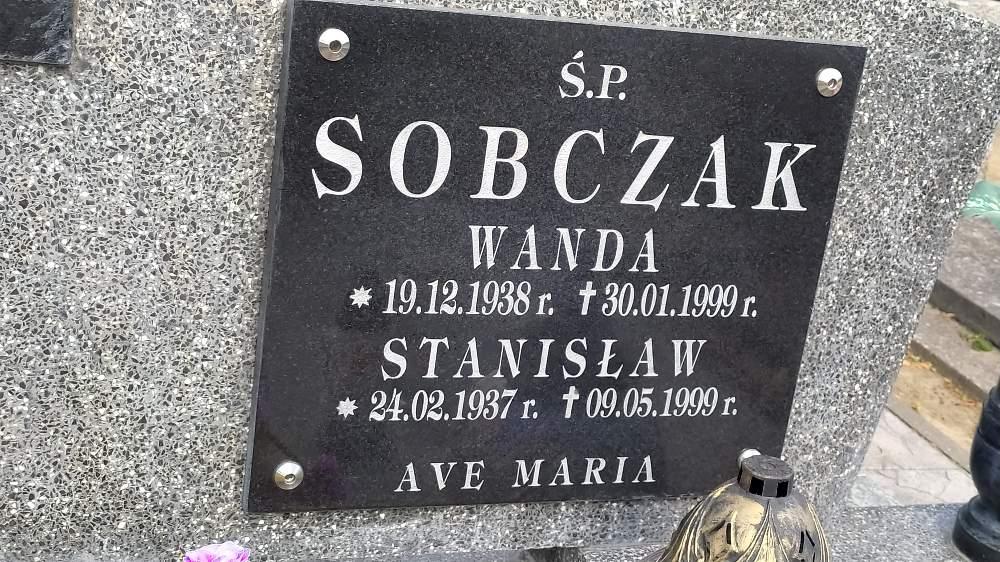 Ś.P.
SOBCZAK
WANDA
* 19.12.1938 r. † 30.01.1999 r.
STANISŁAW
* 24.02.1937 r. † 09.05.1999 r.
AVE MARIA